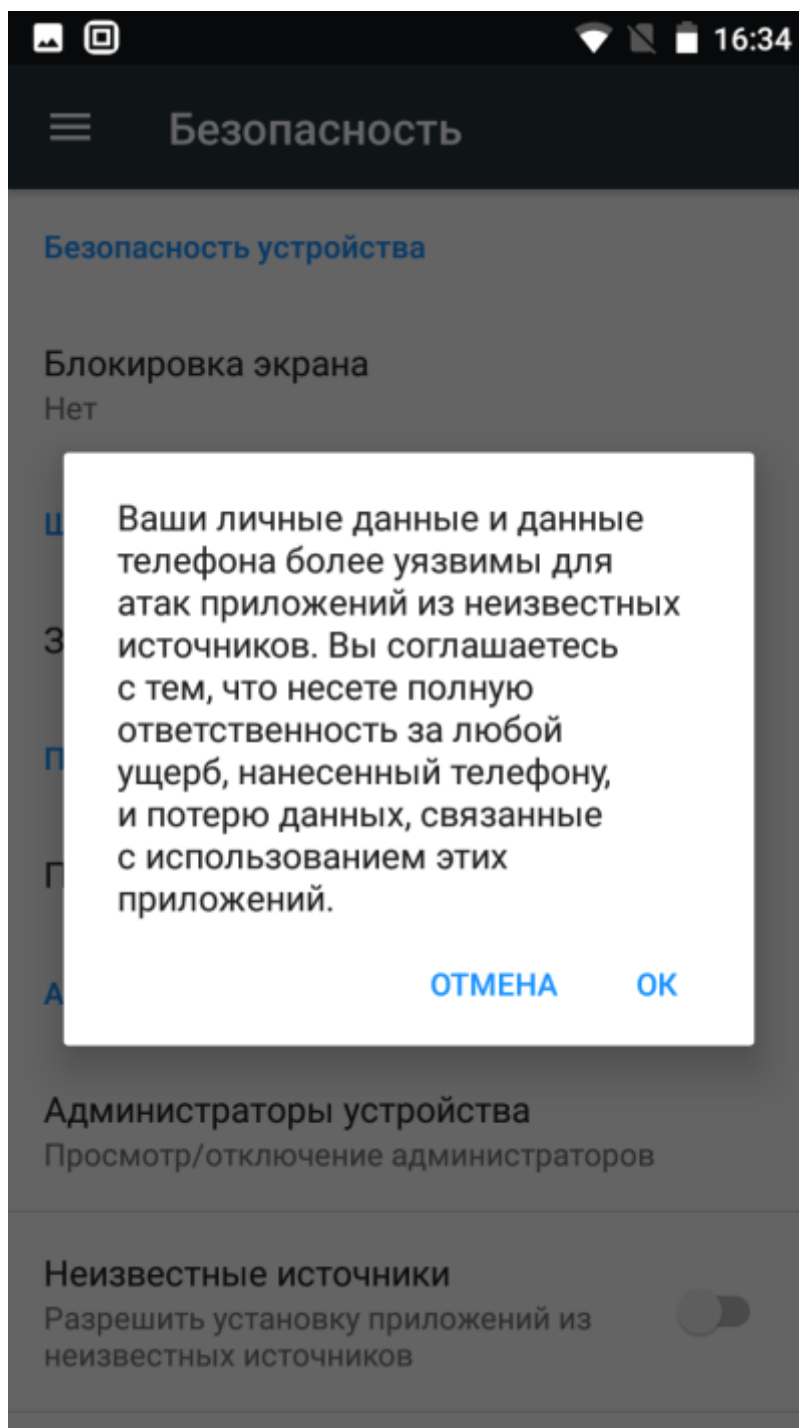 16:34
Безопасность
Безопасность устройства
Блокировка экрана
Нет
Ваши личные данные и данные
телефона более уязвимы для
атак приложений из неизвестных
источников. Вы соглашаетесь
с тем, что несете полную
ответственность за любой
ущерб, нанесенный телефону,
и потерю данных, связанные
с использованием этих
приложений.
ОТМЕНА ОК
Администраторы устройства
Просмотр/отключение администраторов
Неизвестные источники
Разрешить установку приложений из
неизвестных источников